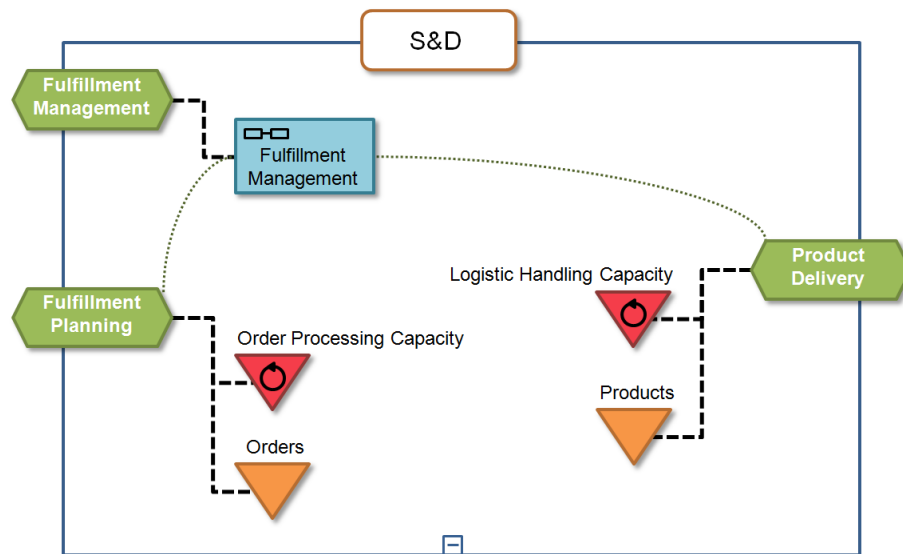 S&D
Fulfillment
Management
Fulfillment
Management
Product
Delivery
Logistic Handling Capacity
Fulfillment
Planning
Order Processing Capacity
Products
Orders